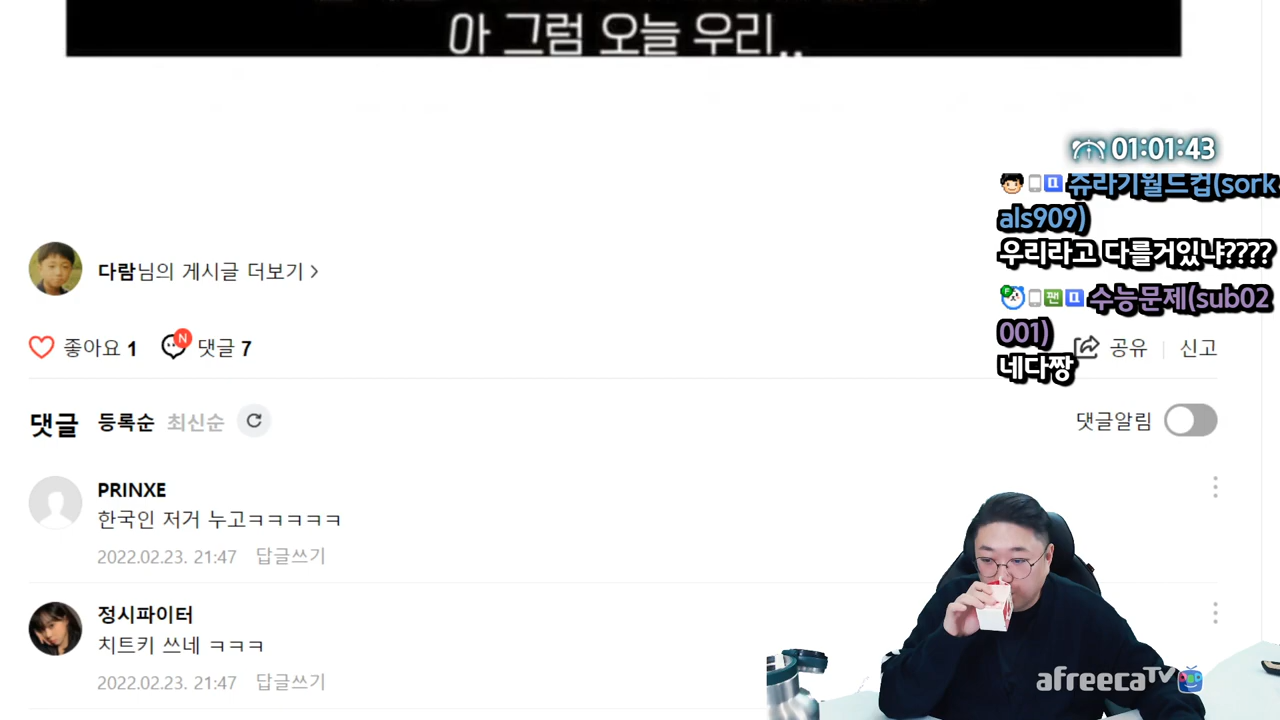 아 그럼 오늘 우리..
01:01:43
쥬라기월드컵(sork
als909)
우리라고 다를거있냐????
팬 수능문제(sub02
001)
네다짱
다람님의 게시글 더보기 >
좋아요 1 N 댓글 7
공유 신고
댓글 등록순 최신순
댓글알림
PRINXE
한국인 저거 누고ㅋㅋㅋㅋㅋ
2022.02.23. 21:47 답글쓰기
정시파이터
치트키 쓰네 ㅋㅋㅋ
2022.02.23. 21:47 답글쓰기
afreecaTV